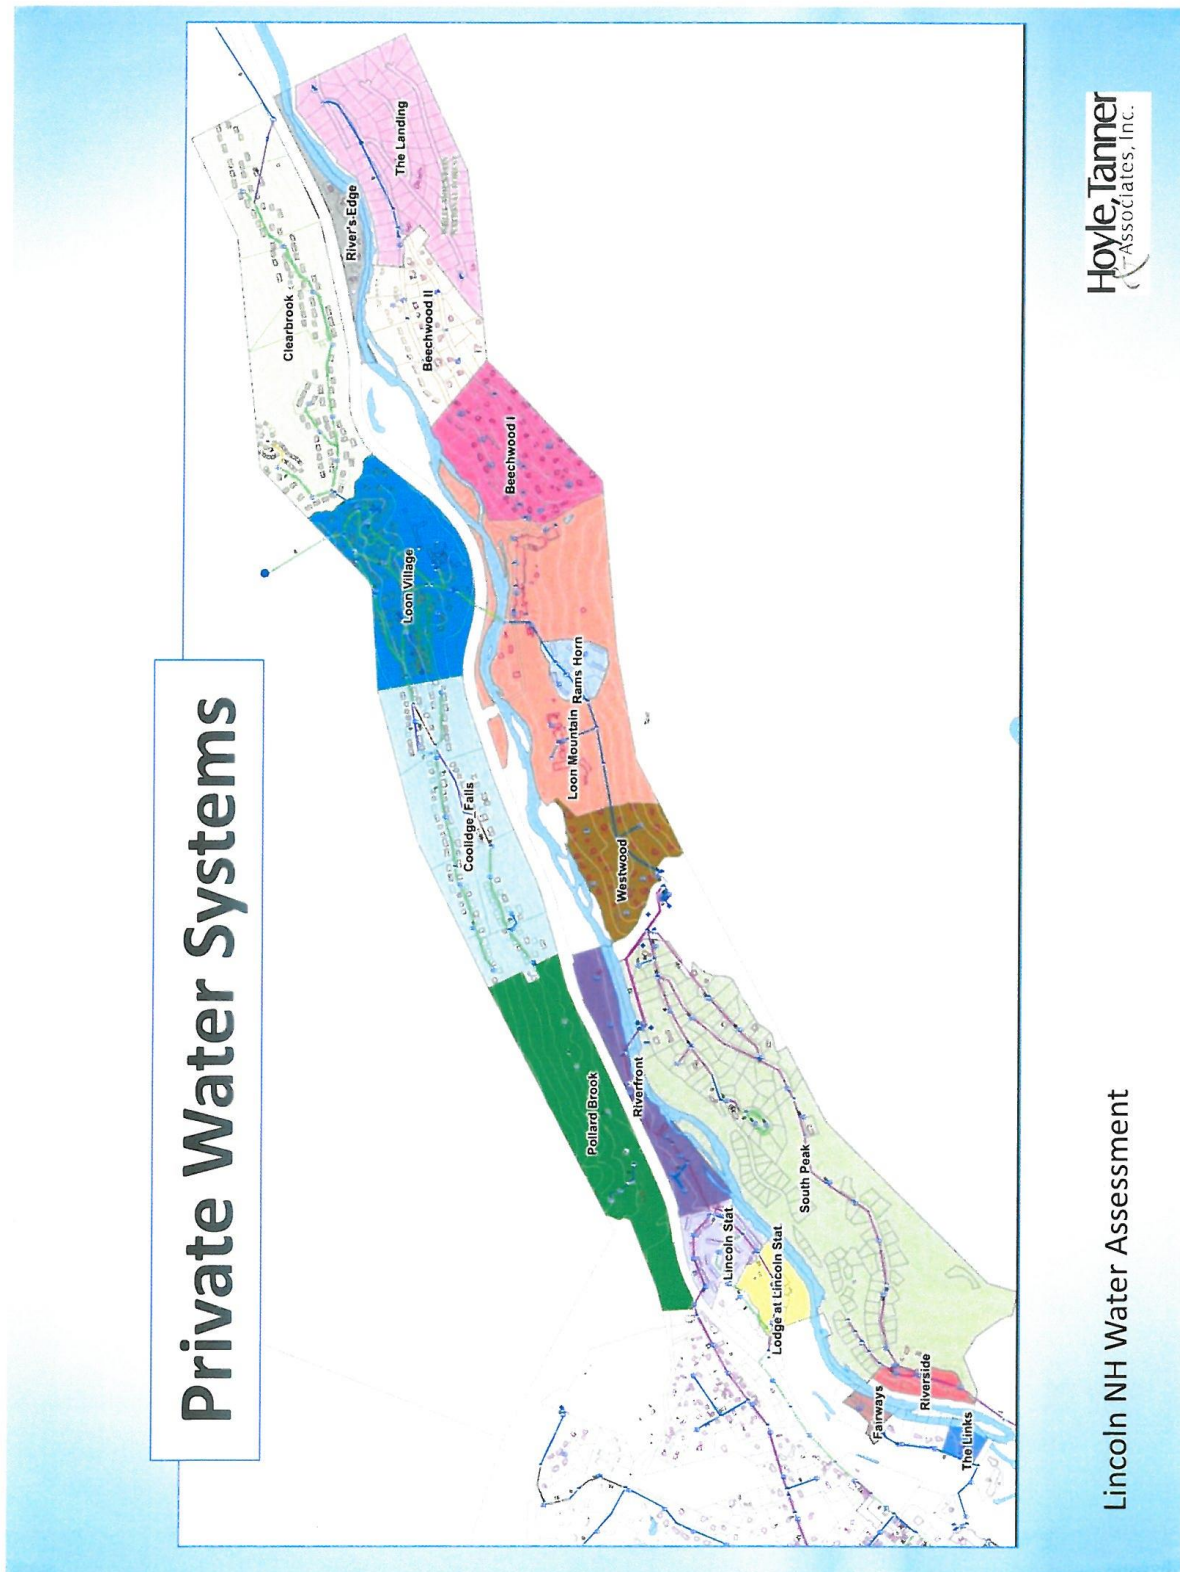 Private Water Systems
Clearbrook
The Landing
River's Edge
Beechwood II
Beechwood I
Loon Village
Rams Horn
Loon Mountain
Coolidge Falls
Westwood
Pollard Brook
Riverfront
South Peak
Lincoln Stat
Lodge at Lincoln Stat
Fairways
Riverside
The Links
Lincoln NH Water Assessment
Hoyle, Tanner
& Associates, Inc.